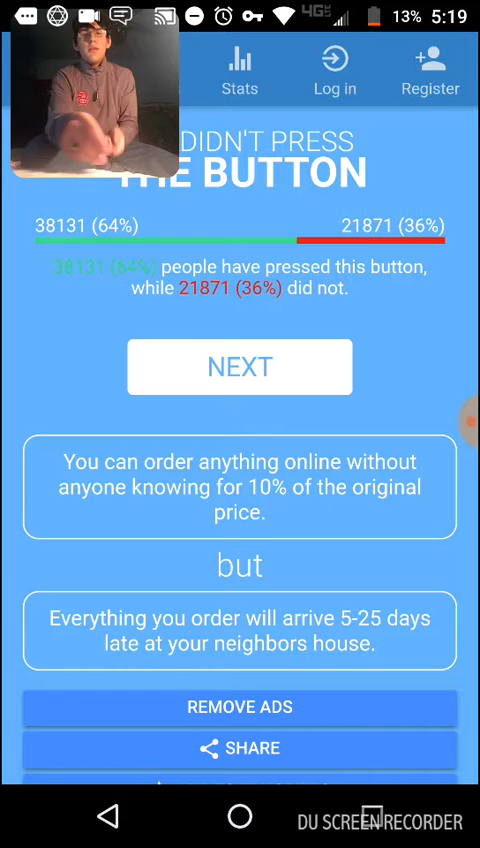 4G
13% 5:19
Stats
Log in
Register
DIDN'T PRESS
THE BUTTON
38131 (64%)
21871 (36%)
38131 (64%) people have pressed this button,
while 21871 (36%) did not.
NEXT
You can order anything online without
anyone knowing for 10% of the original
price.
but
Everything you order will arrive 5-25 days
late at your neighbors house.
REMOVE ADS
SHARE
DU SCREEN RECORDER